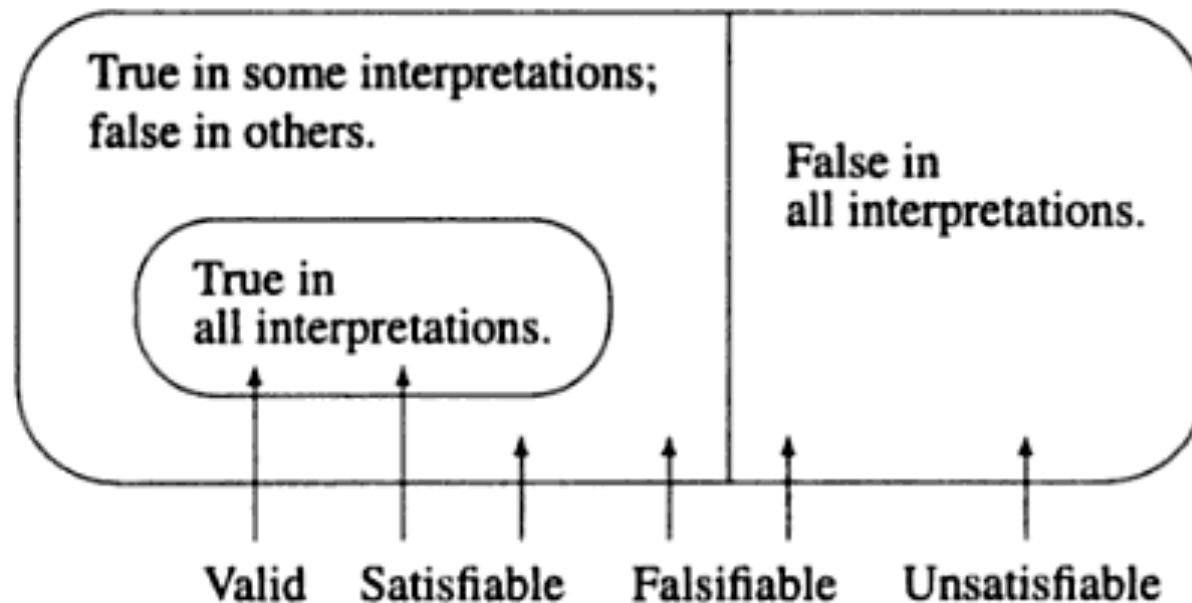 True in some interpretations;
false in others.
False in
all interpretations.
True in
all interpretations.
Valid Satisfiable Falsifiable Unsatisfiable